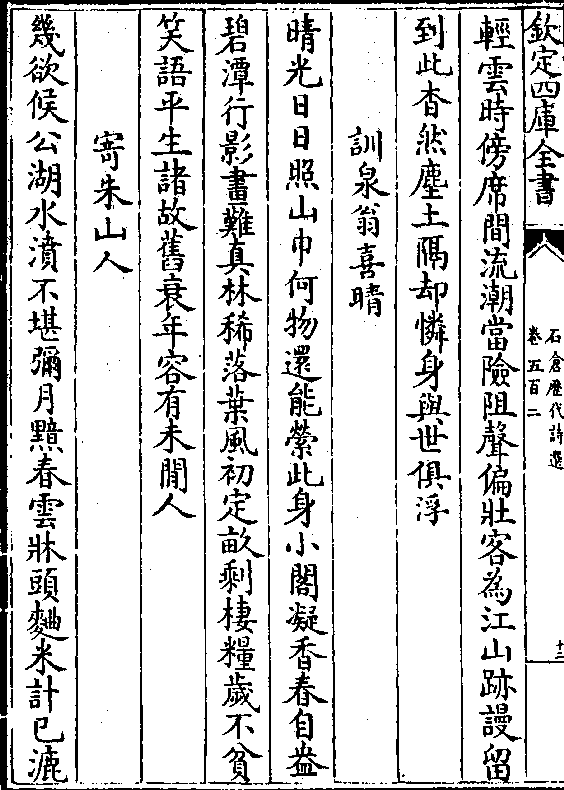 欽定四庫全書
石倉歷代詩選
卷五百二
十三
輕雲時傍席間流潮當險阻聲偏壯客為江山跡謾留
到此杳然塵土隔却憐身與世俱浮
訓泉翁喜晴
晴光日日照山巾何物還能縈此身小閣凝香春自盎
碧潭行影畫難真林稀落葉風初定畝剩棲糧歲不貧
笑語平生諸故舊衰年容有未閒人
寄朱山人
幾欲候公湖水濆不堪彌月黯春雲牀頭麯米計已漉